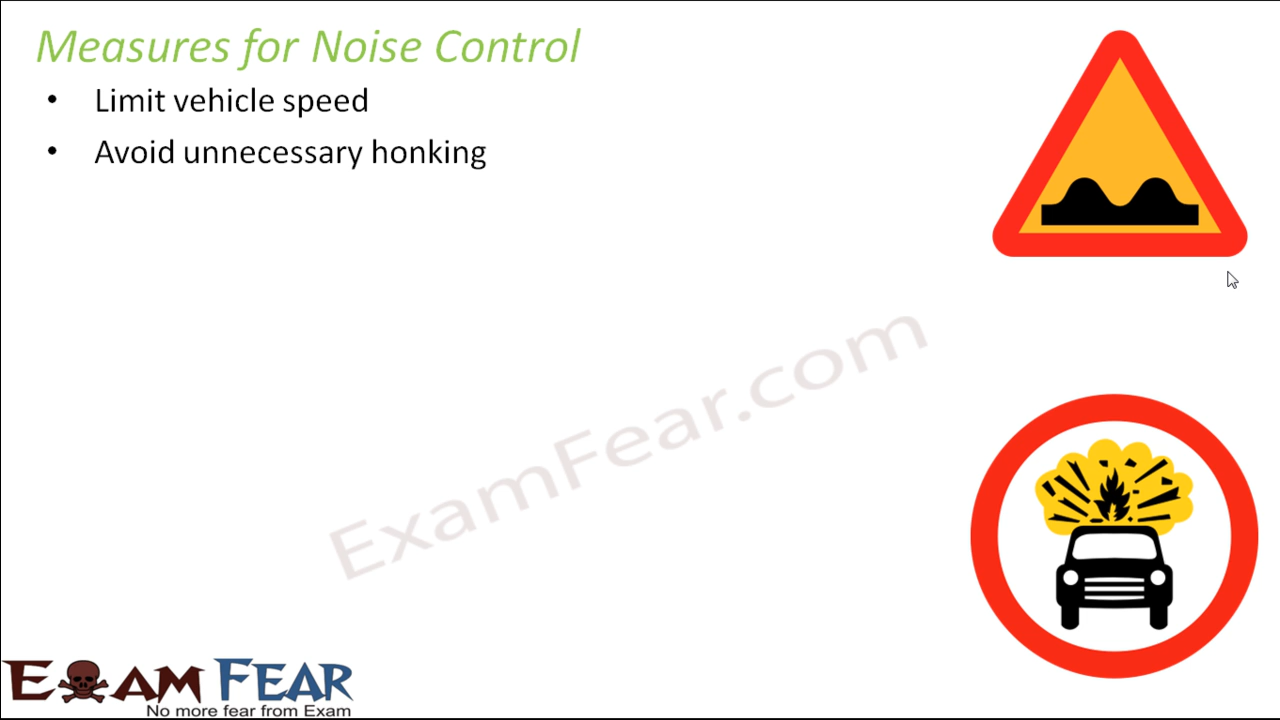 Measures for Noise Control
• Limit vehicle speed
• Avoid unnecessary honking
ExamFear.com
EXAM FEAR
No more fear from Exam